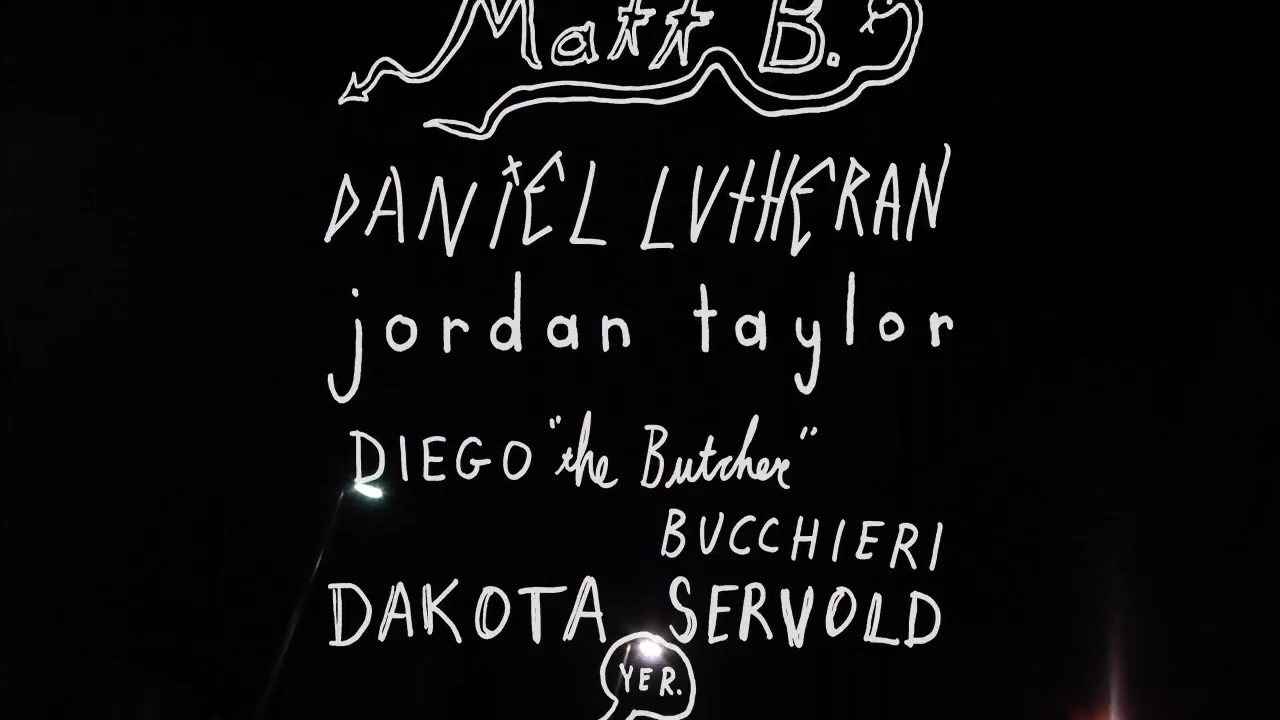 Matt B.
DANIEL LUTHERAN
jordan taylor
DIEGO "the Butcher"
BUCCHIERI
DAKOTA SERVOLD
YER.